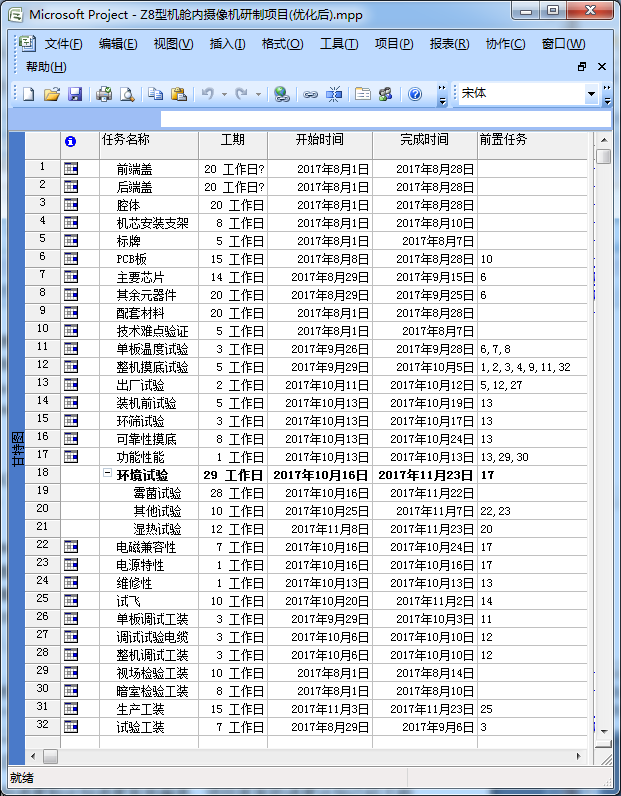 Microsoft Project - Z8型机舱内摄像机研制项目(优化后).mpp
文件(F) 编辑(E) 视图(V) 插入(I) 格式(O) 工具(T) 项目(P) 报表(R) 协作(C) 窗口(W)
帮助(H)
宋体
任务名称 工期 开始时间 完成时间 前置任务
1 前端盖 20 工作日? 2017年8月1日 2017年8月28日
2 后端盖 20 工作日? 2017年8月1日 2017年8月28日
3 腔体 20 工作日 2017年8月1日 2017年8月28日
4 机芯安装支架 8 工作日 2017年8月1日 2017年8月10日
5 标牌 5 工作日 2017年8月1日 2017年8月7日
6 PCB板 15 工作日 2017年8月8日 2017年8月28日 10
7 主要芯片 14 工作日 2017年8月29日 2017年9月15日 6
8 其余元器件 20 工作日 2017年8月29日 2017年9月25日 6
9 配套材料 20 工作日 2017年8月1日 2017年8月28日
10 技术难点验证 5 工作日 2017年8月1日 2017年8月7日
11 单板温度试验 3 工作日 2017年9月26日 2017年9月28日 6,7,8
12 整机摸底试验 5 工作日 2017年9月29日 2017年10月5日 1,2,3,4,9,11,32
13 出厂试验 2 工作日 2017年10月11日 2017年10月12日 5,12,27
14 装机前试验 5 工作日 2017年10月13日 2017年10月19日 13
15 环筛试验 3 工作日 2017年10月13日 2017年10月17日 13
16 可靠性摸底 8 工作日 2017年10月13日 2017年10月24日 13
17 功能性能 1 工作日 2017年10月13日 2017年10月13日 13,29,30
18 环境试验 29 工作日 2017年10月16日 2017年11月23日 17
19 霉菌试验 28 工作日 2017年10月16日 2017年11月22日
20 其他试验 10 工作日 2017年10月25日 2017年11月7日 22,23
21 湿热试验 12 工作日 2017年11月8日 2017年11月23日 20
22 电磁兼容性 7 工作日 2017年10月16日 2017年10月24日 17
23 电源特性 1 工作日 2017年10月16日 2017年10月16日 17
24 维修性 1 工作日 2017年10月13日 2017年10月13日 13
25 试飞 10 工作日 2017年10月20日 2017年11月2日 14
26 单板调试工装 3 工作日 2017年9月29日 2017年10月3日 11
27 调试试验电缆 3 工作日 2017年10月6日 2017年10月10日 12
28 整机调试工装 3 工作日 2017年10月6日 2017年10月10日 12
29 视场检验工装 10 工作日 2017年8月1日 2017年8月14日
30 暗室检验工装 8 工作日 2017年8月1日 2017年8月10日
31 生产工装 15 工作日 2017年11月3日 2017年11月23日 25
32 试验工装 7 工作日 2017年8月29日 2017年9月6日 3
甘特图
就绪